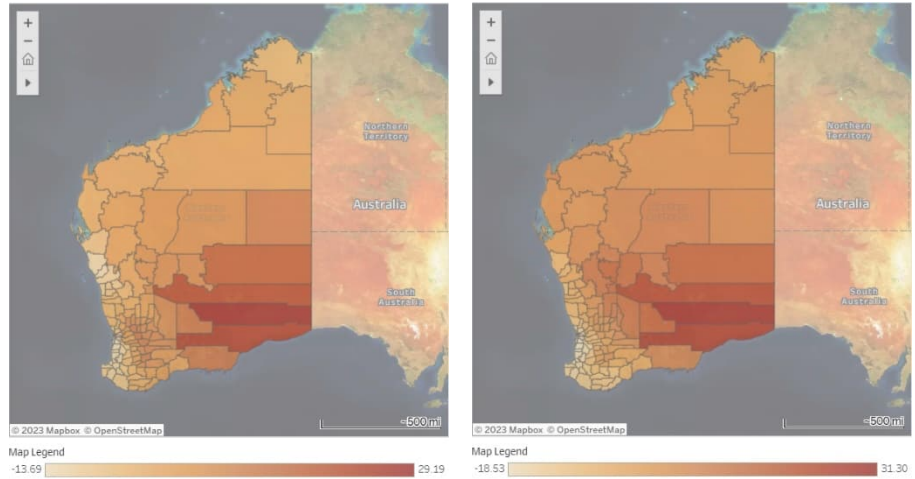 Northern
Territory
Australia
South
Australia
~500 mi
© 2023 Mapbox © OpenStreetMap
Map Legend
-13.69 29.19
Northern
Territory
Australia
South
Australia
~500 mi
© 2023 Mapbox © OpenStreetMap
Map Legend
-18.53 31.30